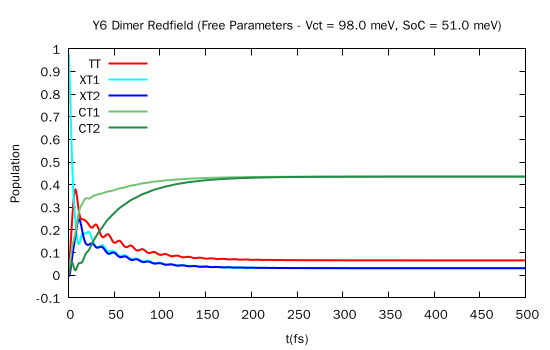 Y6 Dimer Redfield (Free Parameters - Vct = 98.0 meV, SoC = 51.0 meV)
1
0.9
0.8
0.7
0.6
0.5
0.4
0.3
0.2
0.1
0
-0.1
TT
XT1
XT2
CT1
CT2
Population
0 50 100 150 200 250 300 350 400 450 500
t(fs)